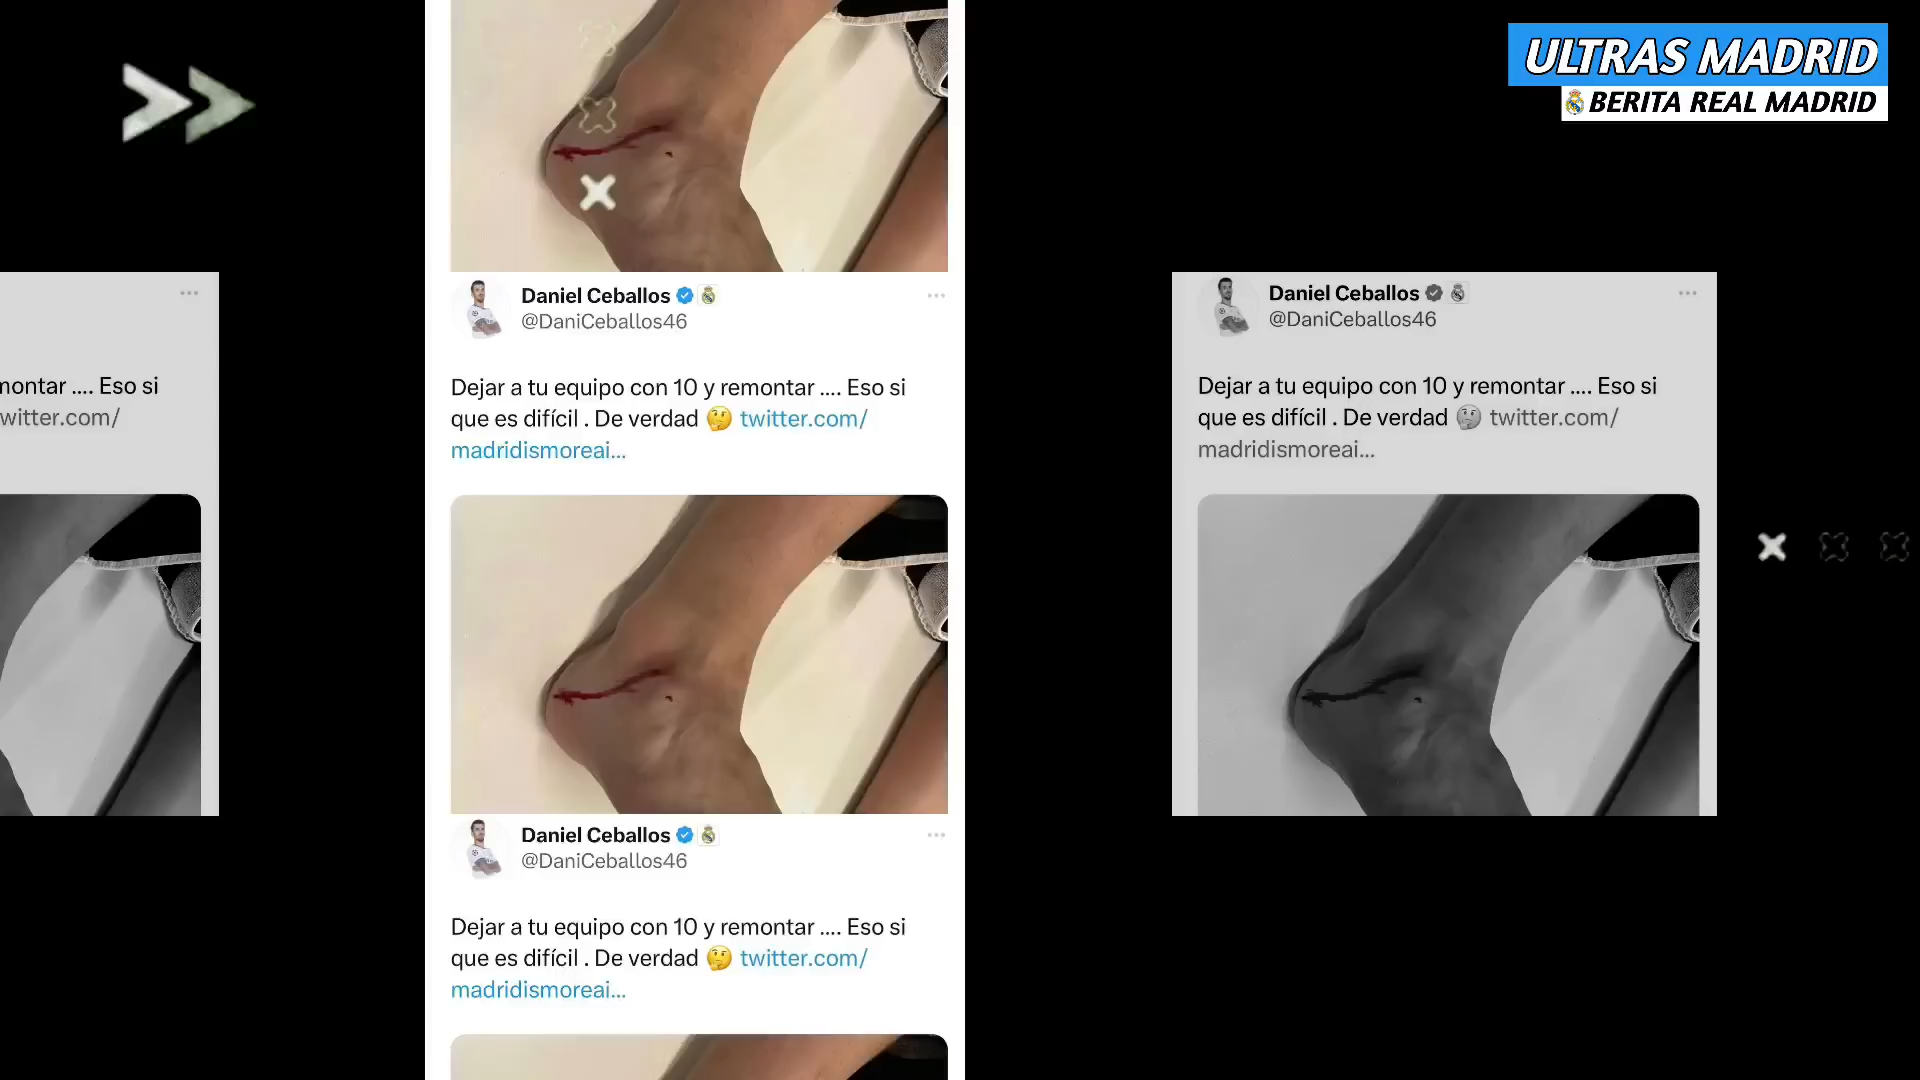 ULTRAS MADRID
BERITA REAL MADRID
montar .... Eso si
witter.com/
Daniel Ceballos
@DaniCeballos46
Dejar a tu equipo con 10 y remontar .... Eso si
que es difícil . De verdad 🤔 twitter.com/
madridismoreai...
Daniel Ceballos
@DaniCeballos46
Dejar a tu equipo con 10 y remontar .... Eso si
que es difícil . De verdad 🤔 twitter.com/
madridismoreai...
Daniel Ceballos
@DaniCeballos46
Dejar a tu equipo con 10 y remontar .... Eso si
que es difícil . De verdad 🤔 twitter.com/
madridismoreai...